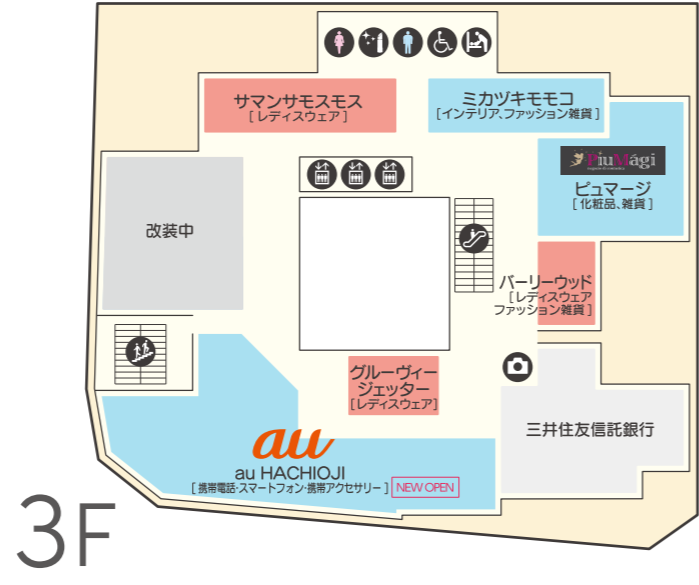 サマンサモスモス
[ レディスウェア ]
ミカヅキモモコ
[ インテリア、ファッション雑貨 ]
PiuMági
ピュマージ
[ 化粧品、雑貨 ]
改装中
バーリーウッド
[ レディスウェア
ファッション雑貨 ]
グルーヴィー
ジェッター
[レディスウェア]
三井住友信託銀行
au
au HACHIOJI
[ 携帯電話・スマートフォン・携帯アクセサリー ] NEW OPEN
3F